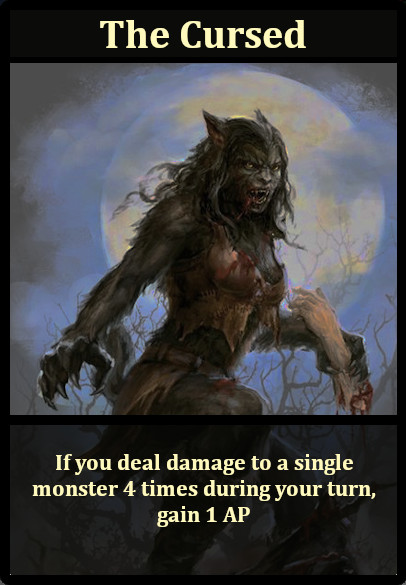 The Cursed
If you deal damage to a single
monster 4 times during your turn,
gain 1 AP